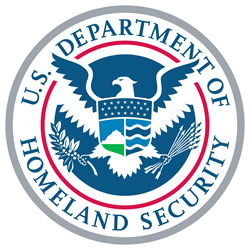 U.S. DEPARTMENT OF
HOMELAND SECURITY